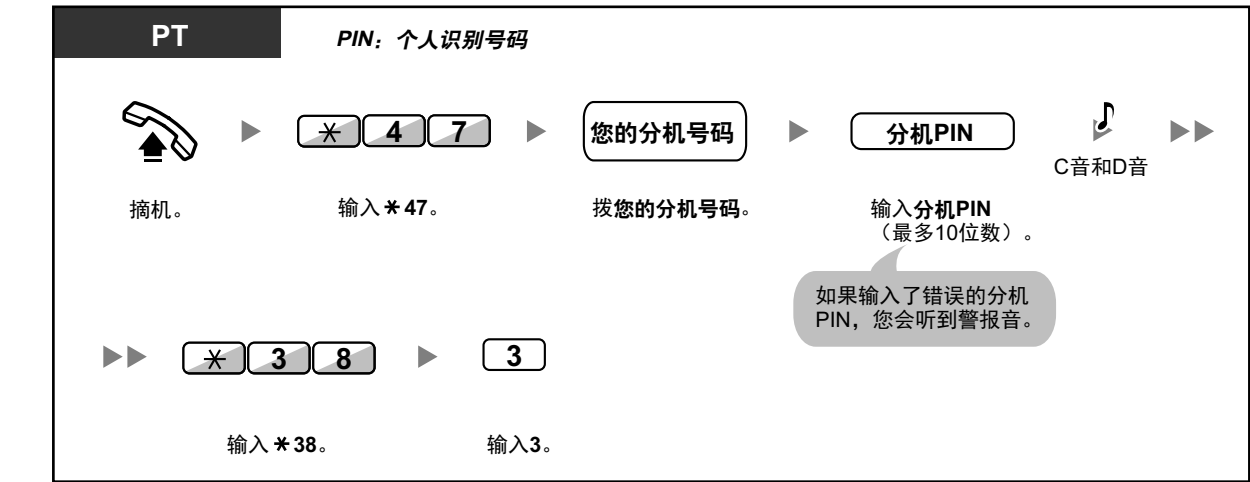 PT
PIN:个人识别号码
* 4 7
您的分机号码
分机PIN
C音和D音
摘机。
输入*47。
拨您的分机号码。
输入分机PIN
(最多10位数)。
如果输入了错误的分机
PIN,您会听到警报音。
* 3 8
3
输入*38。
输入3。